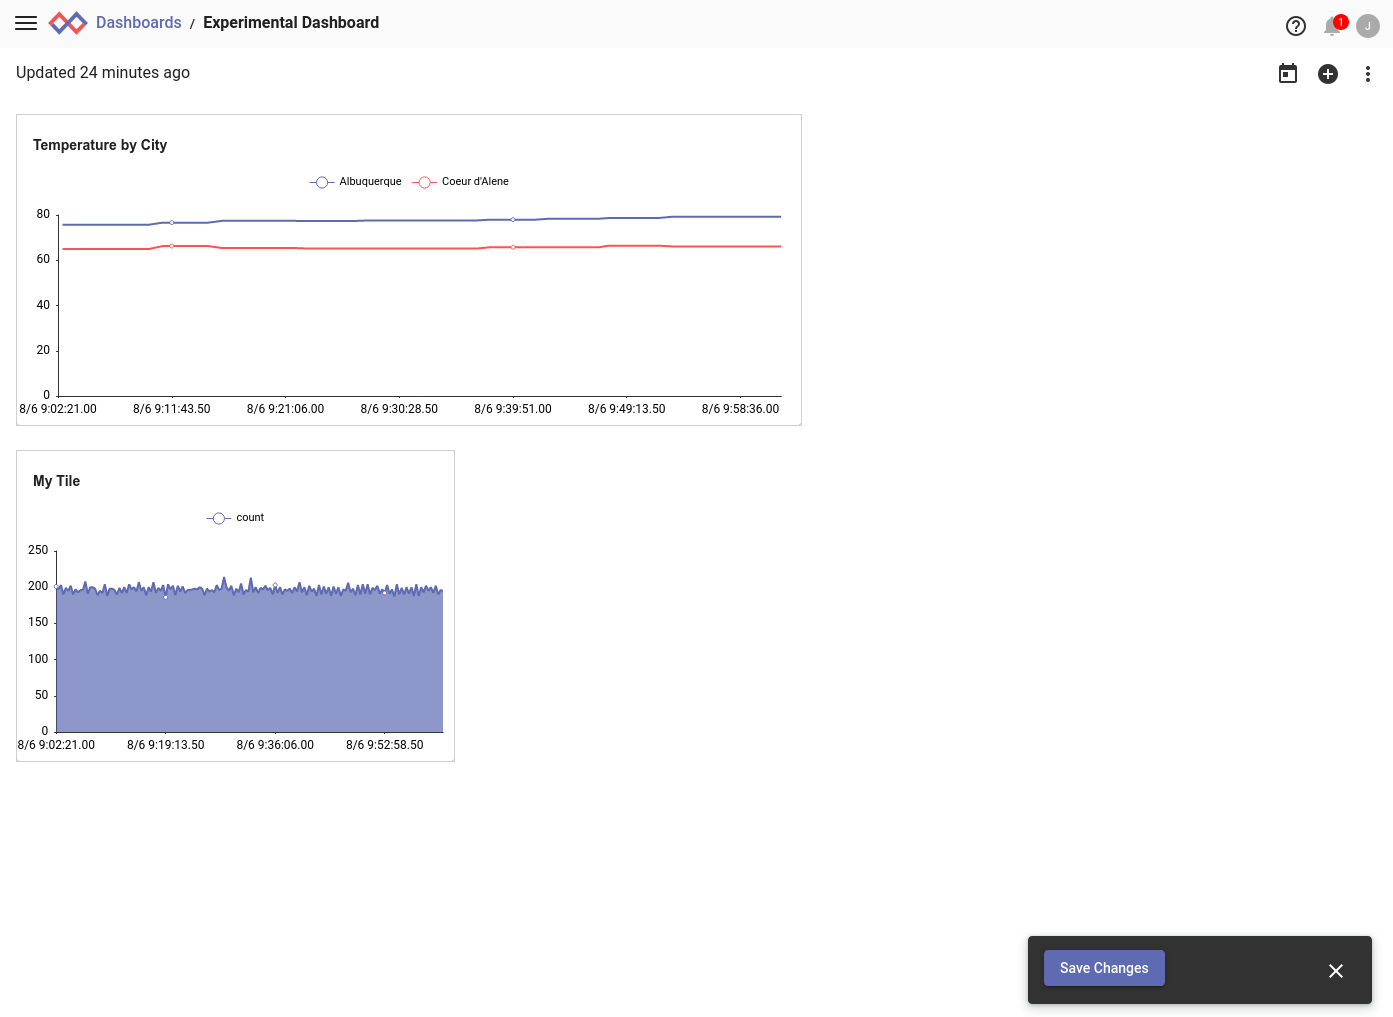 Dashboards / Experimental Dashboard
1
J
Updated 24 minutes ago
Temperature by City
Albuquerque Coeur d'Alene
80
60
40
20
0
8/6 9:02:21.00 8/6 9:11:43.50 8/6 9:21:06.00 8/6 9:30:28.50 8/6 9:39:51.00 8/6 9:49:13.50 8/6 9:58:36.00
My Tile
count
250
200
150
100
50
0
8/6 9:02:21.00 8/6 9:19:13.50 8/6 9:36:06.00 8/6 9:52:58.50
Save Changes